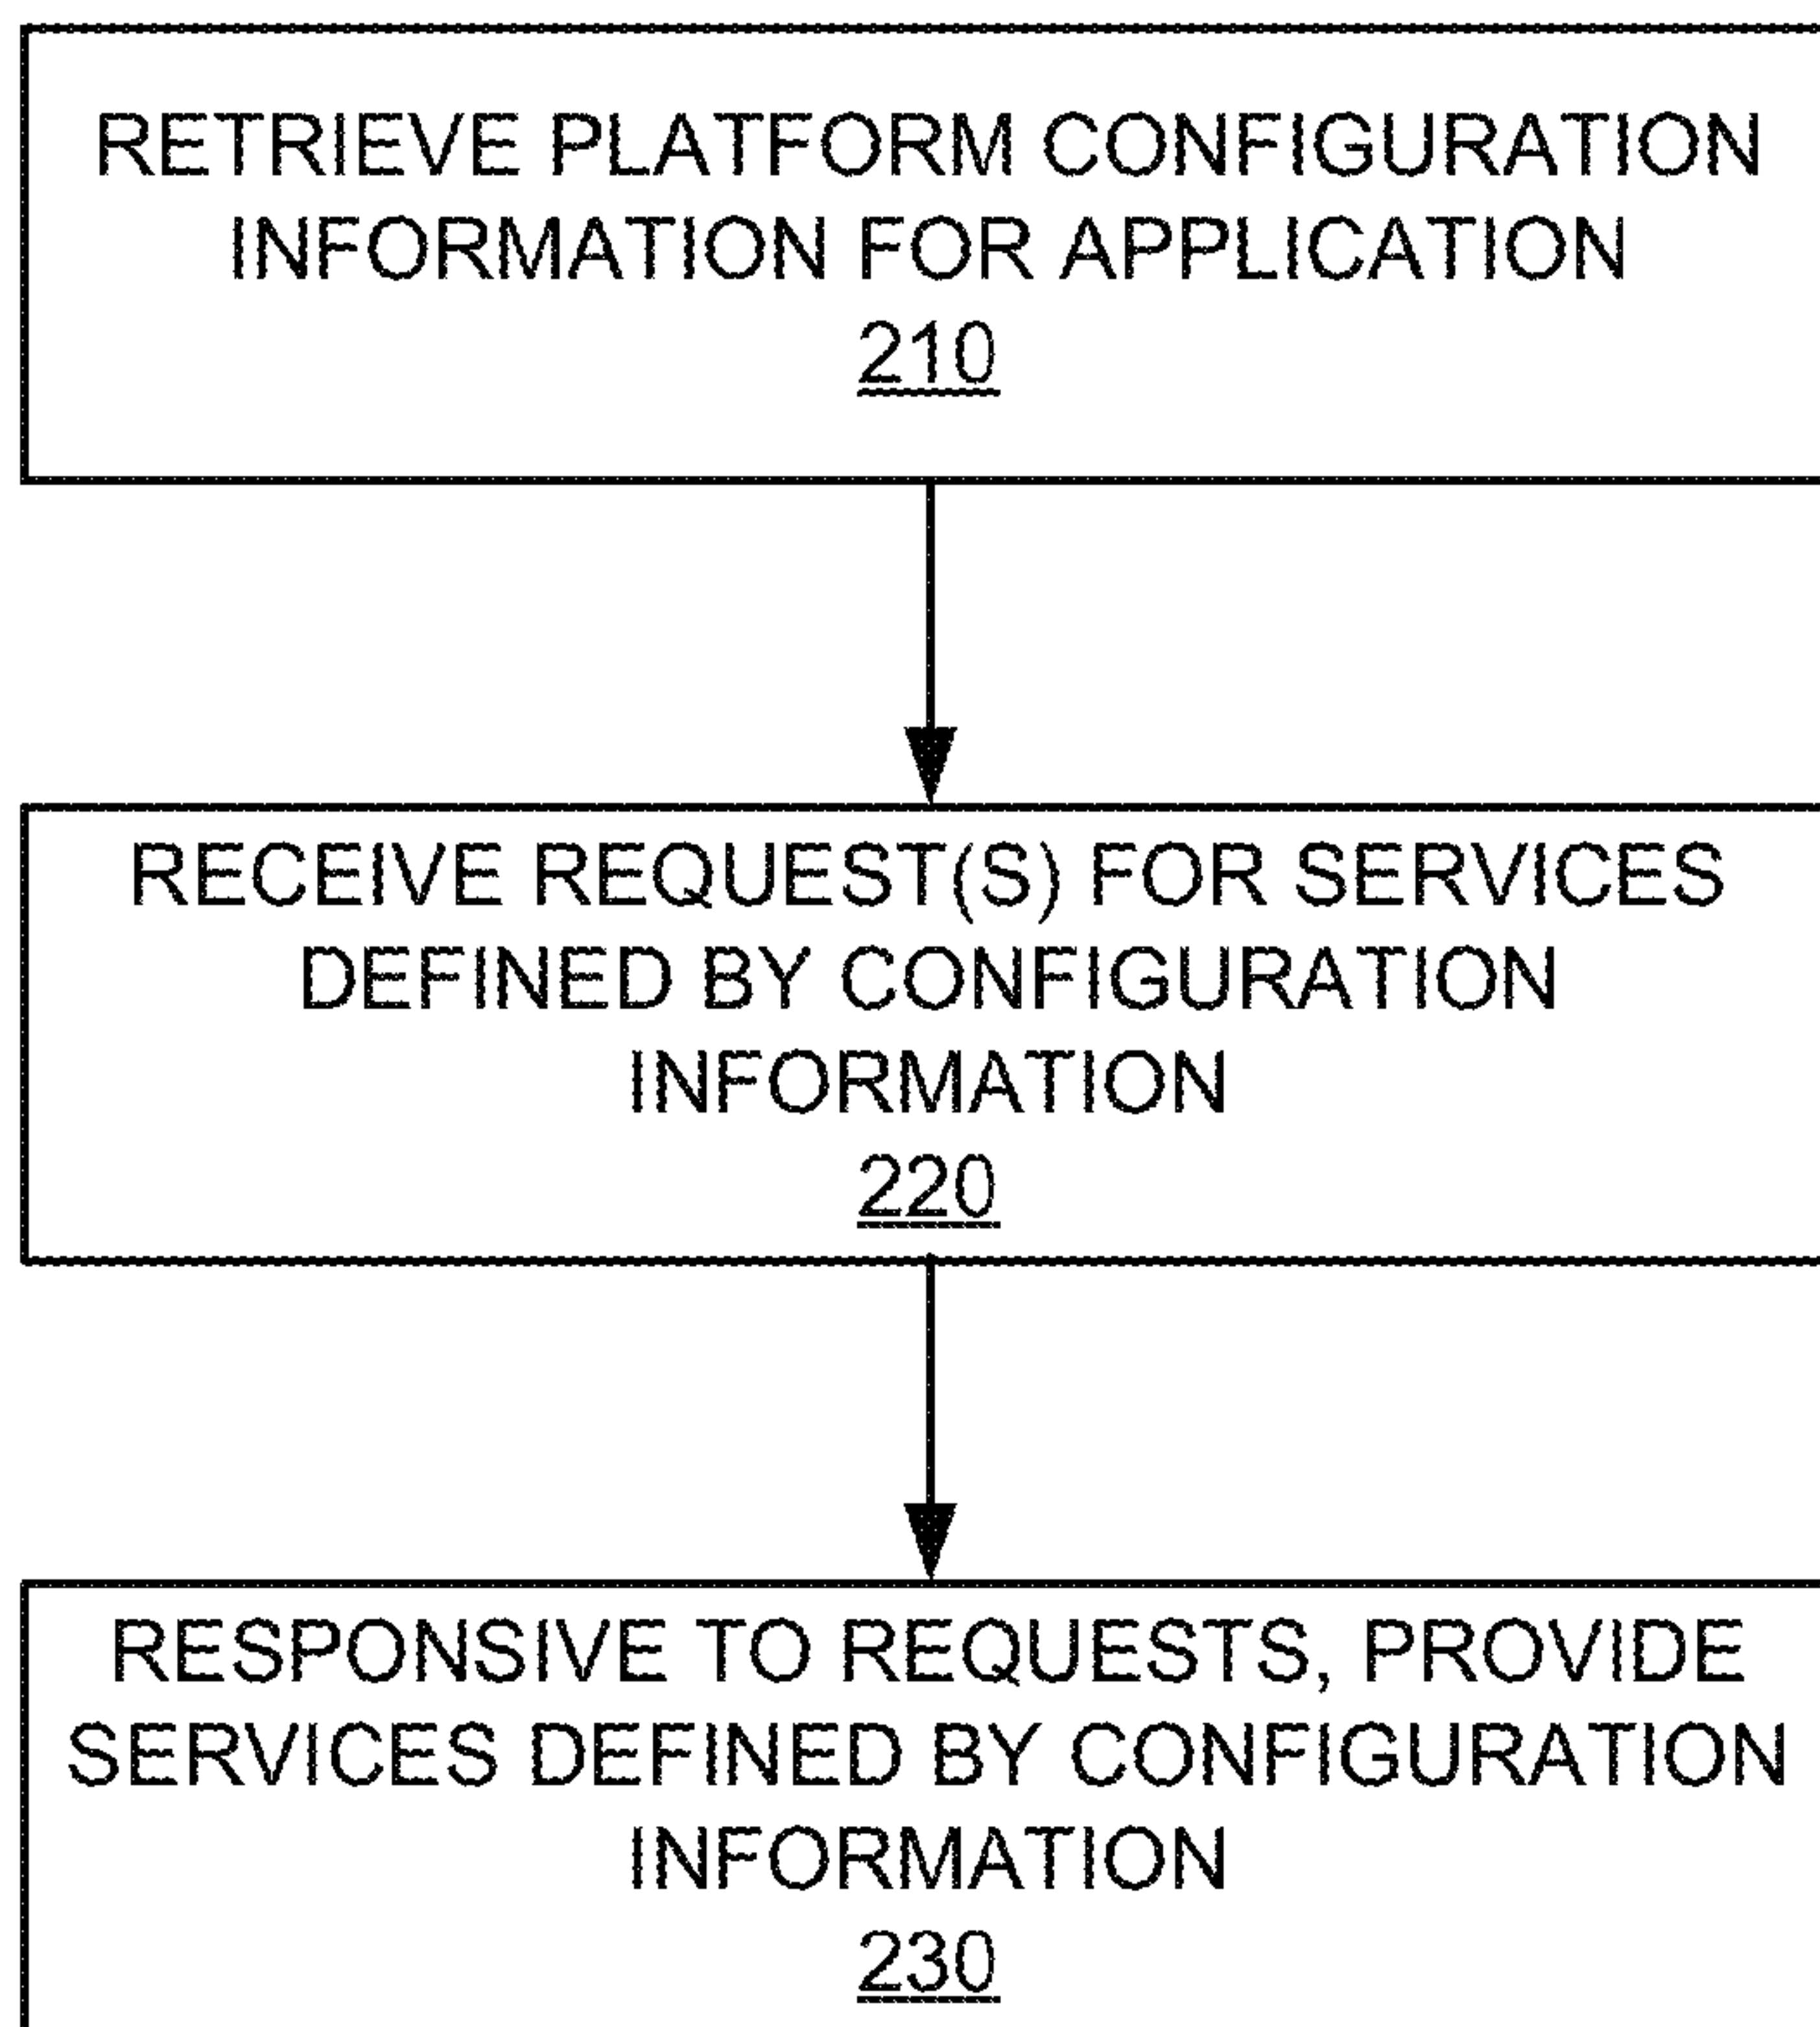 RETRIEVE PLATFORM CONFIGURATION
INFORMATION FOR APPLICATION
210
RECEIVE REQUEST(S) FOR SERVICES
DEFINED BY CONFIGURATION
INFORMATION
220
RESPONSIVE TO REQUESTS, PROVIDE
SERVICES DEFINED BY CONFIGURATION
INFORMATION
230